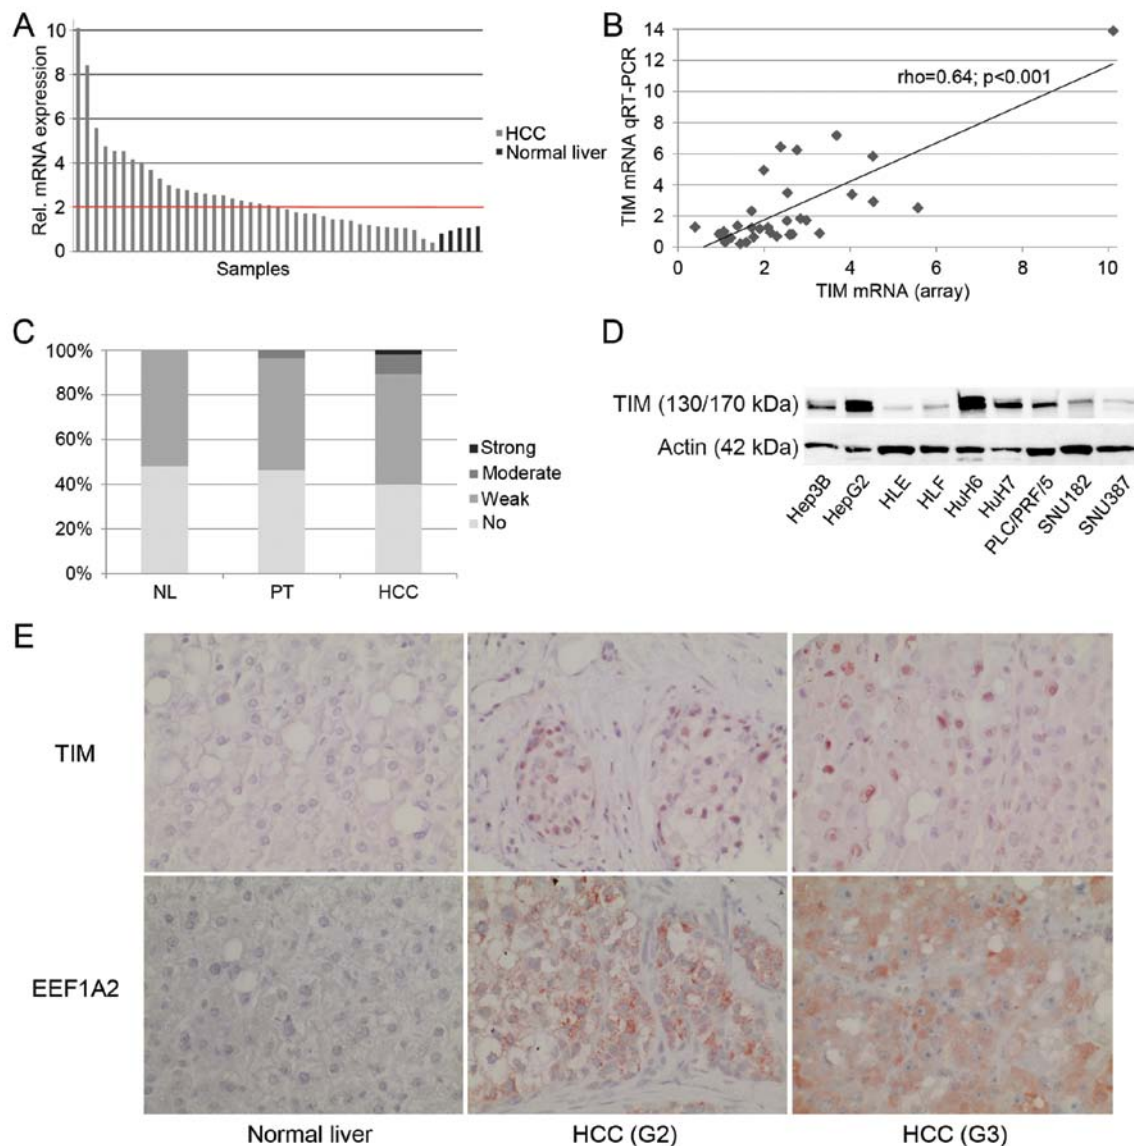 A
Rel. mRNA expression
10
8
6
4
2
0
Samples
HCC
Normal liver
B
TIM mRNA qRT-PCR
14
12
10
8
6
4
2
0
rho=0.64; p<0.001
0 2 4 6 8 10
TIM mRNA (array)
C
100%
80%
60%
40%
20%
0%
NL PT HCC
Strong
Moderate
Weak
No
D
TIM (130/170 kDa)
Actin (42 kDa)
Hep3B
HepG2
HLE
HLF
HuH6
HuH7
PLC/PRF/5
SNU182
SNU387
E
TIM
EEF1A2
Normal liver HCC (G2) HCC (G3)